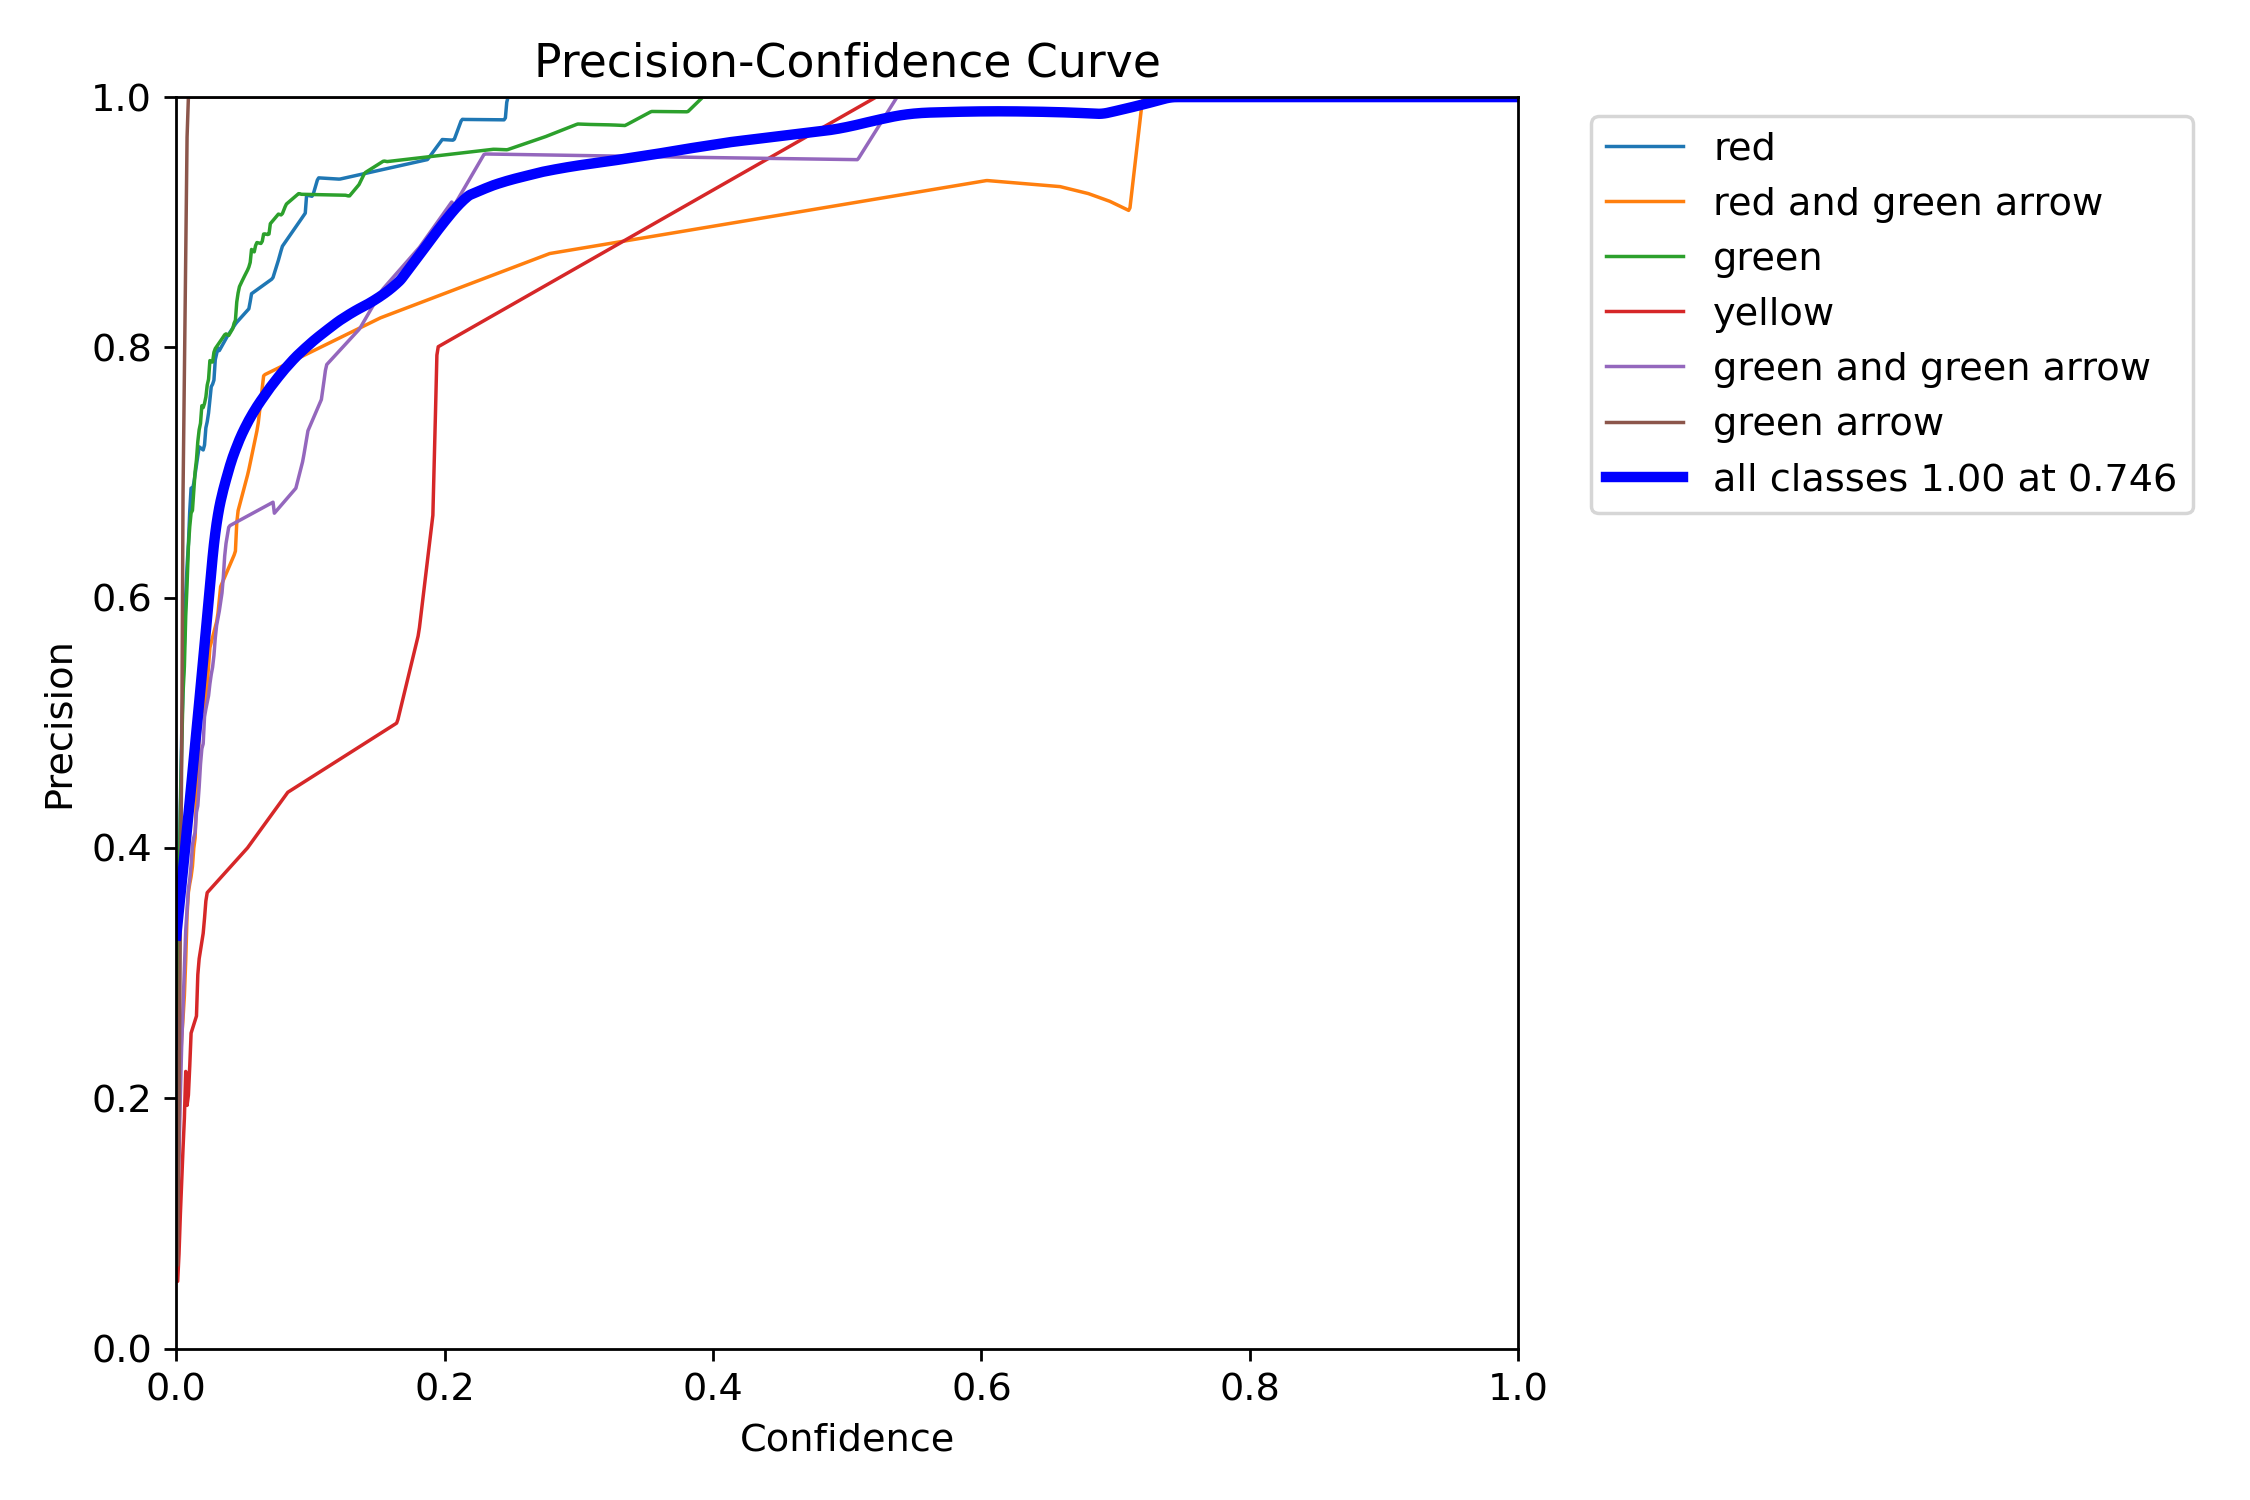 Precision-Confidence Curve
1.0
0.8
0.6
0.4
0.2
0.0
Precision
0.0 0.2 0.4 0.6 0.8 1.0
Confidence
red
red and green arrow
green
yellow
green and green arrow
green arrow
all classes 1.00 at 0.746